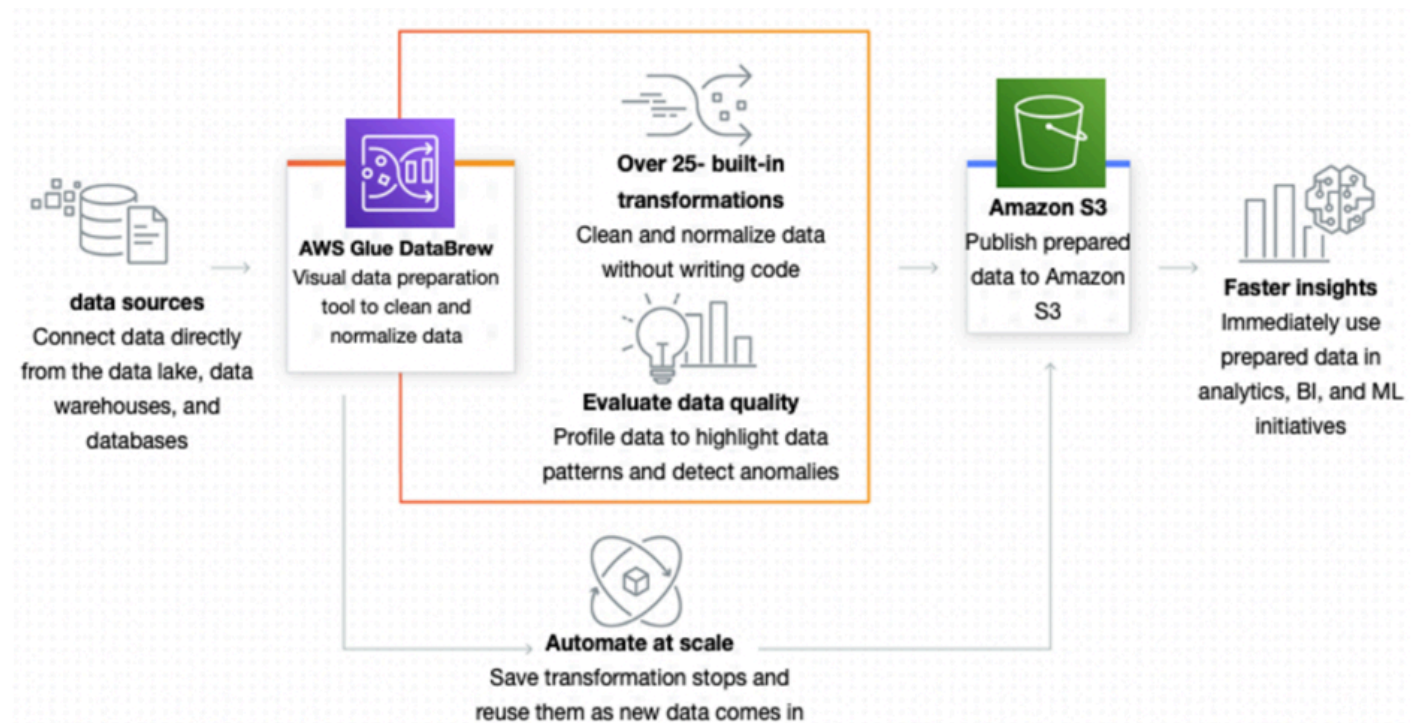 data sources
Connect data directly
from the data lake, data
warehouses, and
databases
AWS Glue DataBrew
Visual data preparation
tool to clean and
normalize data
Over 25- built-in
transformations
Clean and normalize data
without writing code
Evaluate data quality
Profile data to highlight data
patterns and detect anomalies
Automate at scale
Save transformation stops and
reuse them as new data comes in
Amazon S3
Publish prepared
data to Amazon
S3
Faster insights
Immediately use
prepared data in
analytics, BI, and ML
initiatives